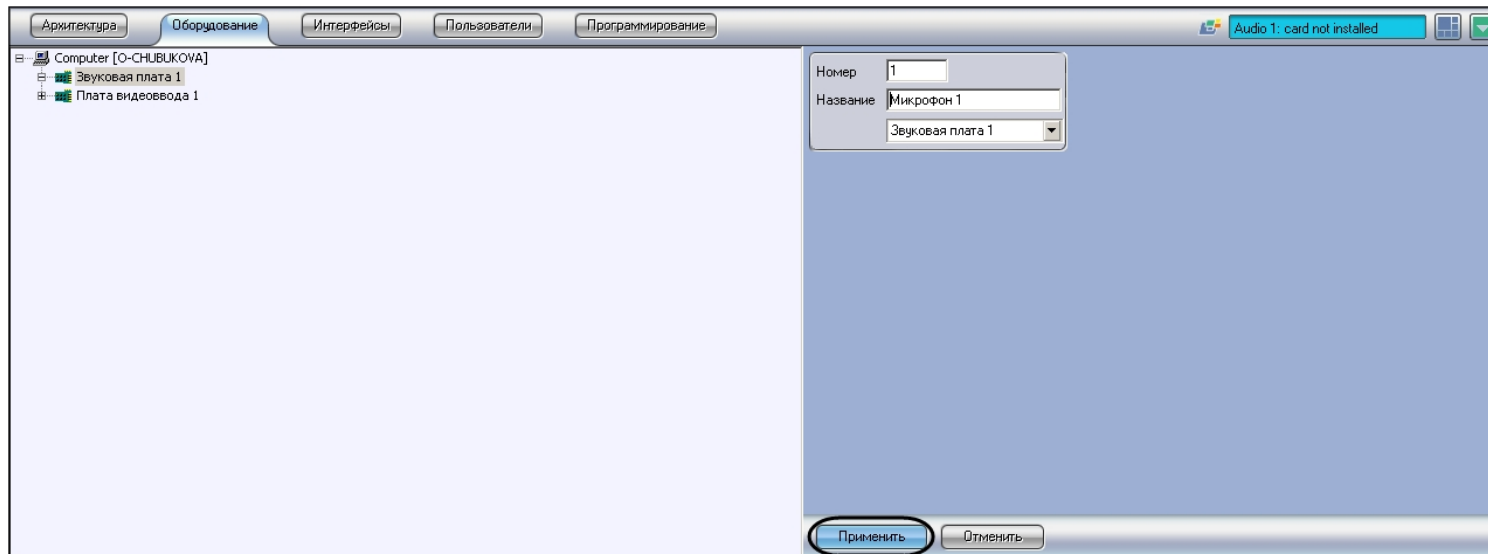 Архитектура Оборудование Интерфейсы Пользователи Программирование Audio 1: card not installed
Computer [O-CHUBUKOVA]
Звуковая плата 1
Плата видеоввода 1
Номер 1
Название Микрофон 1
Звуковая плата 1
Применить Отменить